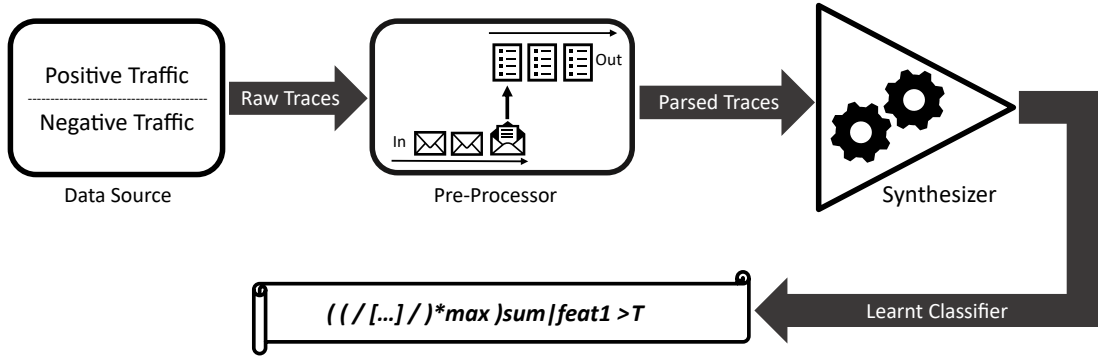 Positive Traffic
Negative Traffic
Data Source
Raw Traces
In
Out
Pre-Processor
Parsed Traces
Synthesizer
Learnt Classifier
( ( / [...] / )*max )sum|feat1 >T